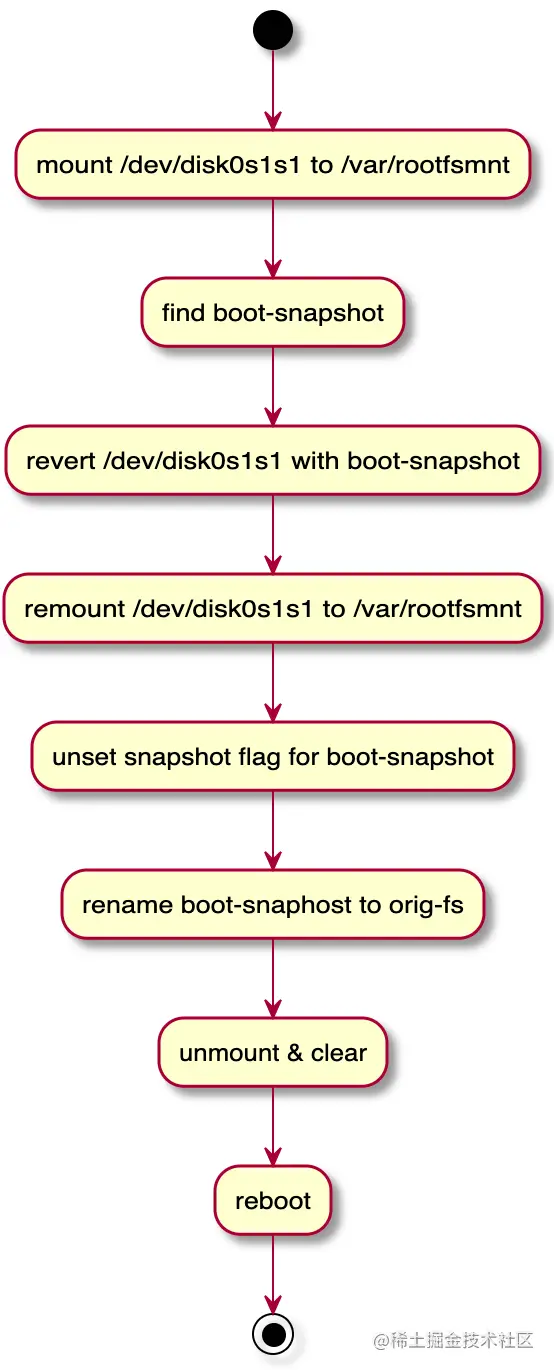 mount /dev/disk0s1s1 to /var/rootfsmnt
find boot-snapshot
revert /dev/disk0s1s1 with boot-snapshot
remount /dev/disk0s1s1 to /var/rootfsmnt
unset snapshot flag for boot-snapshot
rename boot-snaphost to orig-fs
unmount & clear
reboot
@稀土掘金技术社区